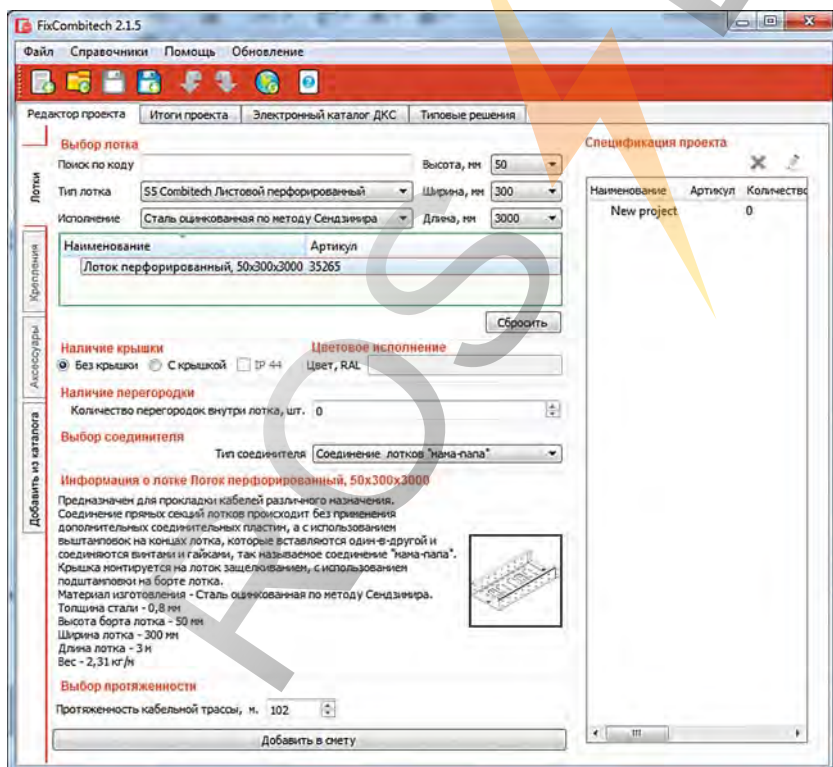 FixCombitech 2.1.5
Файл Справочники Помощь Обновление
Редактор проекта Итоги проекта Электронный каталог ДКС Типовые решения
Лотки
Крепления
Аксессуары
Добавить из каталога
Выбор лотка
Поиск по коду Высота, мм 50
Тип лотка S5 Combitech Листовой перфорированный Ширина, мм 300
Исполнение Сталь оцинкованная по методу Сендзимира Длина, мм 3000
Наименование Артикул
Лоток перфорированный, 50x300x3000 35265
Сбросить
Наличие крышки Цветовое исполнение
Без крышки С крышкой IP 44 Цвет, RAL
Наличие перегородки
Количество перегородок внутри лотка, шт. 0
Выбор соединителя
Тип соединителя Соединение лотков "мама-папа"
Информация о лотке Лоток перфорированный, 50x300x3000
Предназначен для прокладки кабелей различного назначения.
Соединение прямых секций лотков происходит без применения
дополнительных соединительных пластин, а с использованием
выштамповок на концах лотка, которые вставляются один-в-другой и
соединяются винтами и гайками, так называемое соединение "мама-папа".
Крышка монтируется на лоток защелкиванием, с использованием
подштамповки на борте лотка.
Материал изготовления - Сталь оцинкованная по методу Сендзимира.
Толщина стали - 0,8 мм
Высота борта лотка - 50 мм
Ширина лотка - 300 мм
Длина лотка - 3 м
Вес - 2,31 кг/м
Выбор протяженности
Протяженность кабельной трассы, м. 102
Добавить в смету
Спецификация проекта
Наименование Артикул Количество
New project 0